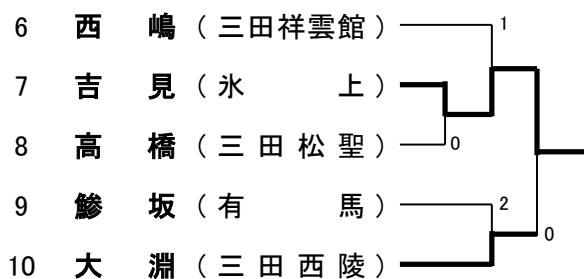 6 西 嶋 ( 三田祥雲館 ) 1
7 吉 見 ( 氷 上 )
8 高 橋 ( 三 田 松 聖 ) 0
9 鯵 坂 ( 有 馬 ) 2
0
10 大 淵 ( 三 田 西 陵 )